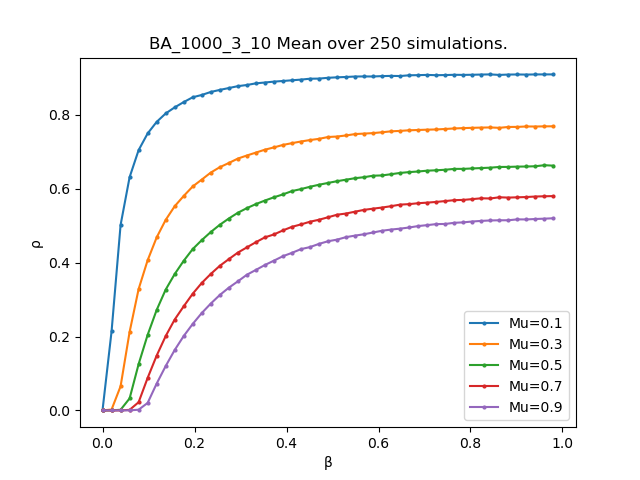 BA_1000_3_10 Mean over 250 simulations.
ρ
0.8
0.6
0.4
0.2
0.0
0.0 0.2 0.4 0.6 0.8 1.0
β
Mu=0.1
Mu=0.3
Mu=0.5
Mu=0.7
Mu=0.9